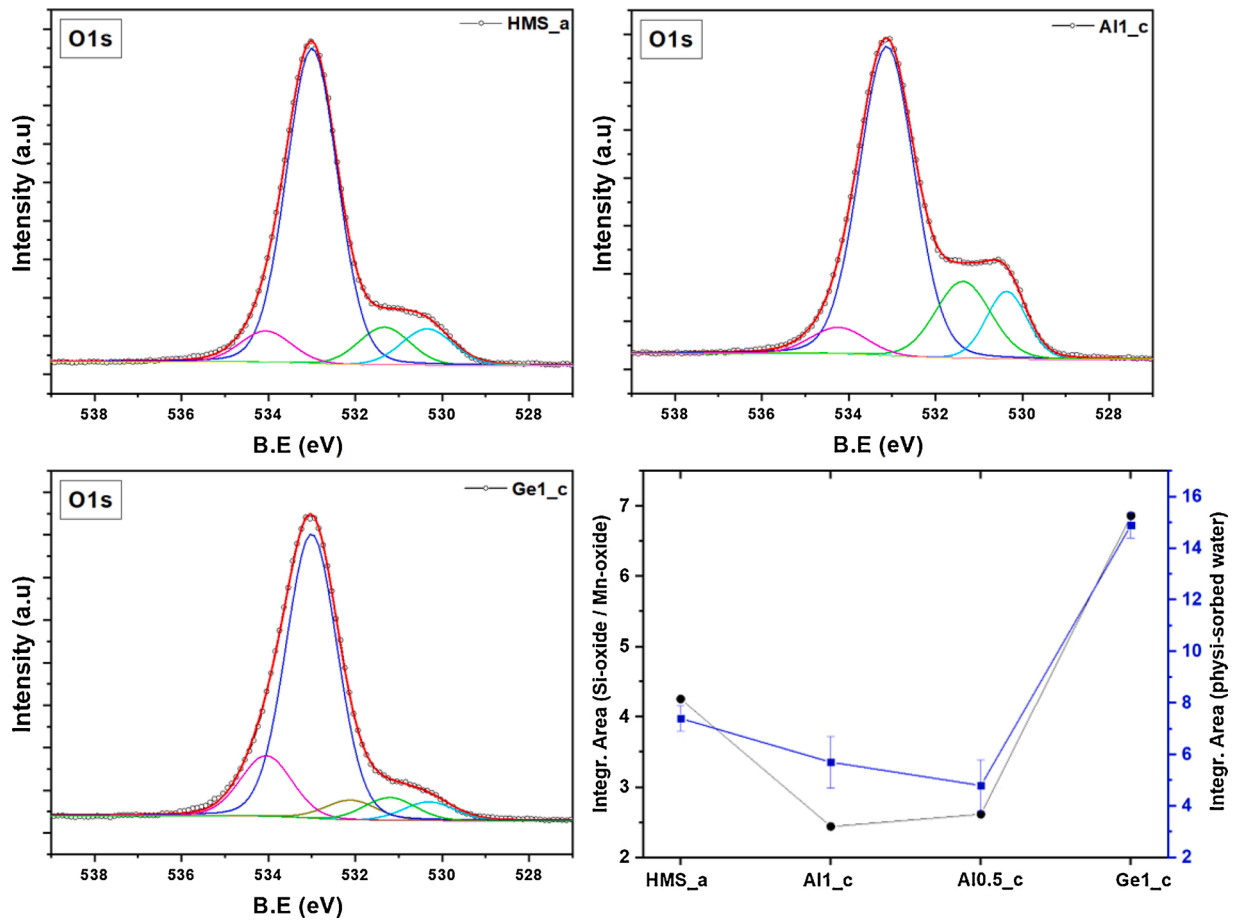 O1s
HMS_a
Intensity (a.u)
538 536 534 532 530 528
B.E (eV)
O1s
Al1_c
Intensity (a.u)
538 536 534 532 530 528
B.E (eV)
O1s
Ge1_c
Intensity (a.u)
538 536 534 532 530 528
B.E (eV)
Integr. Area (Si-oxide / Mn-oxide)
7
6
5
4
3
2
HMS_a Al1_c Al0.5_c Ge1_c
16
14
12
10
8
6
4
2
Integr. Area (physi-sorbed water)